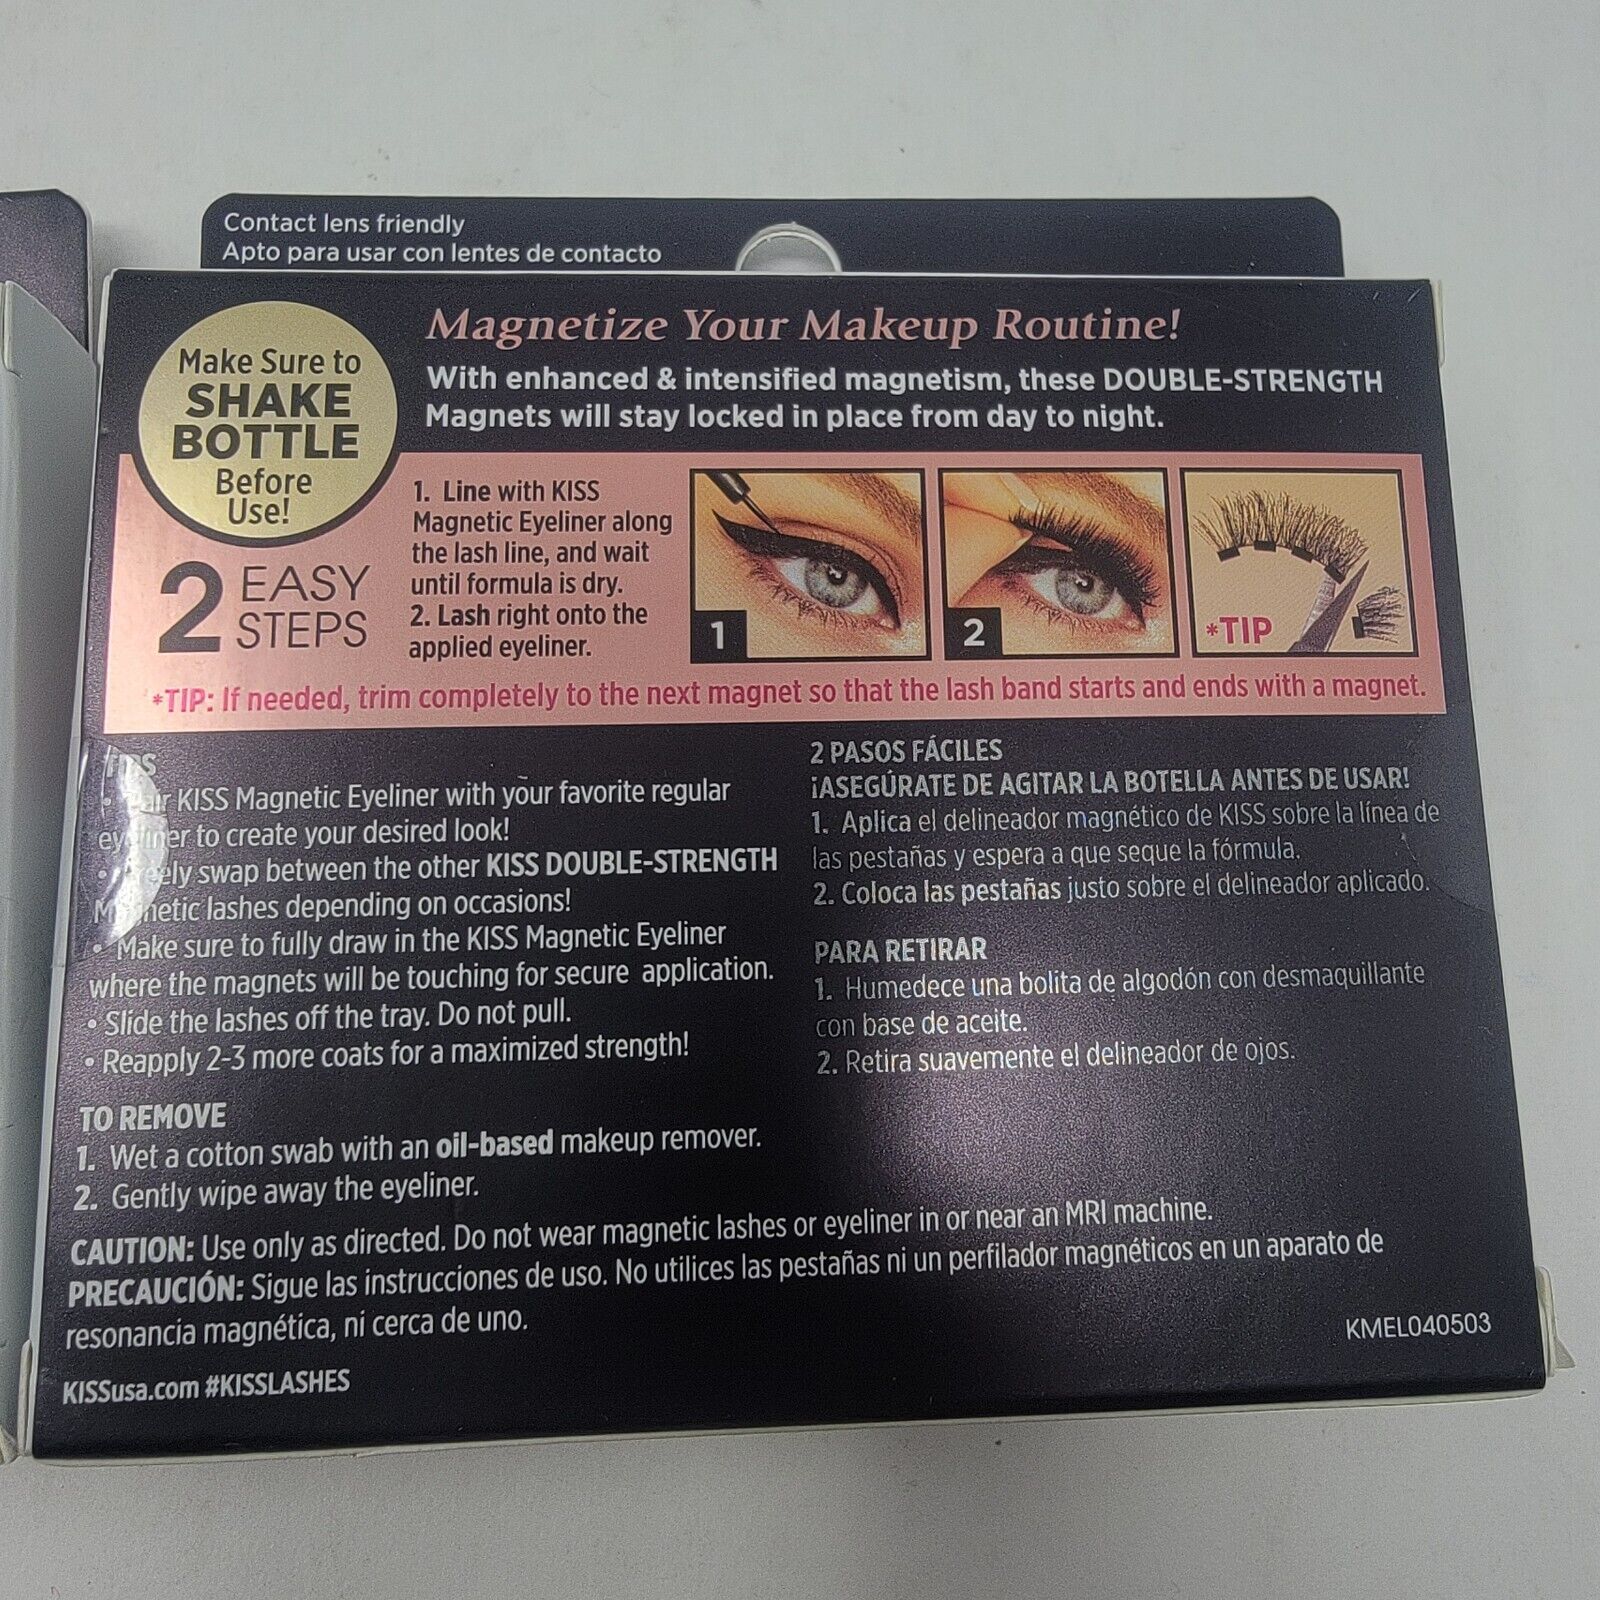 Contact lens friendly
Apto para usar con lentes de contacto
Make Sure to
SHAKE
BOTTLE
Before
Use!
Magnetize Your Makeup Routine!
With enhanced & intensified magnetism, these DOUBLE-STRENGTH
Magnets will stay locked in place from day to night.
2 EASY
STEPS
1. Line with KISS
Magnetic Eyeliner along
the lash line, and wait
until formula is dry.
2. Lash right onto the
applied eyeliner.
1
2
*TIP
*TIP: If needed, trim completely to the next magnet so that the lash band starts and ends with a magnet.
TIPS
• Pair KISS Magnetic Eyeliner with your favorite regular
eyeliner to create your desired look!
• Freely swap between the other KISS DOUBLE-STRENGTH
Magnetic lashes depending on occasions!
• Make sure to fully draw in the KISS Magnetic Eyeliner
where the magnets will be touching for secure application.
• Slide the lashes off the tray. Do not pull.
• Reapply 2-3 more coats for a maximized strength!
TO REMOVE
1. Wet a cotton swab with an oil-based makeup remover.
2. Gently wipe away the eyeliner.
2 PASOS FÁCILES
¡ASEGÚRATE DE AGITAR LA BOTELLA ANTES DE USAR!
1. Aplica el delineador magnético de KISS sobre la línea de
las pestañas y espera a que seque la fórmula.
2. Coloca las pestañas justo sobre el delineador aplicado.
PARA RETIRAR
1. Humedece una bolita de algodón con desmaquillante
con base de aceite.
2. Retira suavemente el delineador de ojos.
CAUTION: Use only as directed. Do not wear magnetic lashes or eyeliner in or near an MRI machine.
PRECAUCIÓN: Sigue las instrucciones de uso. No utilices las pestañas ni un perfilador magnéticos en un aparato de
resonancia magnética, ni cerca de uno.
KMEL040503
KISSusa.com #KISSLASHES